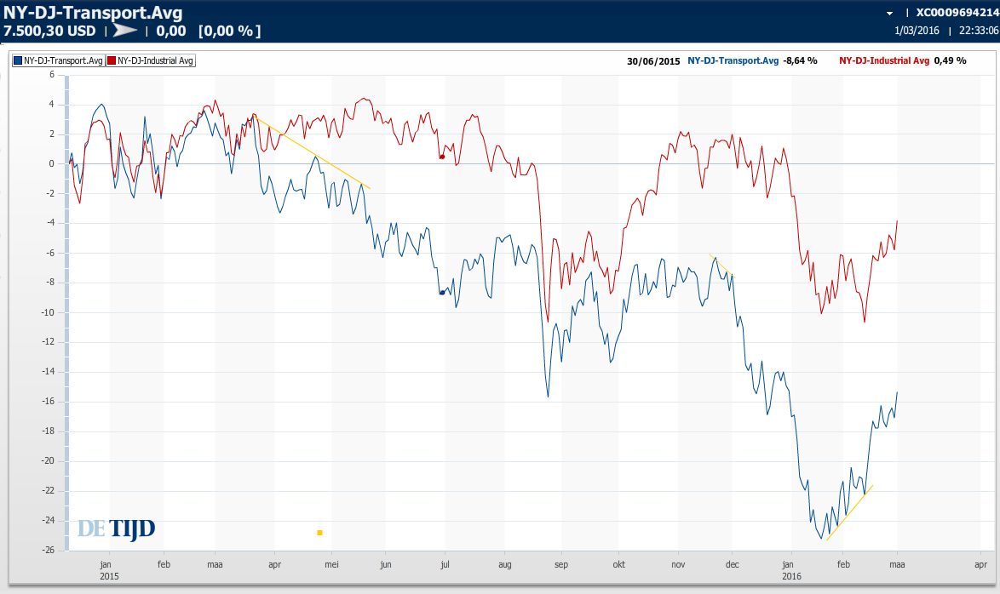 NY-DJ-Transport.Avg
XC0009694214
7.500,30 USD | | 0,00 [0,00 %]
1/03/2016 | 22:33:06
NY-DJ-Transport.Avg NY-DJ-Industrial Avg
30/06/2015 NY-DJ-Transport.Avg -8,64 % NY-DJ-Industrial Avg 0,49 %
6
4
2
0
-2
-4
-6
-8
-10
-12
-14
-16
-18
-20
-22
-24
-26
DE TIJD
jan feb maa apr mei jun jul aug sep okt nov dec jan feb maa apr
2015 2016